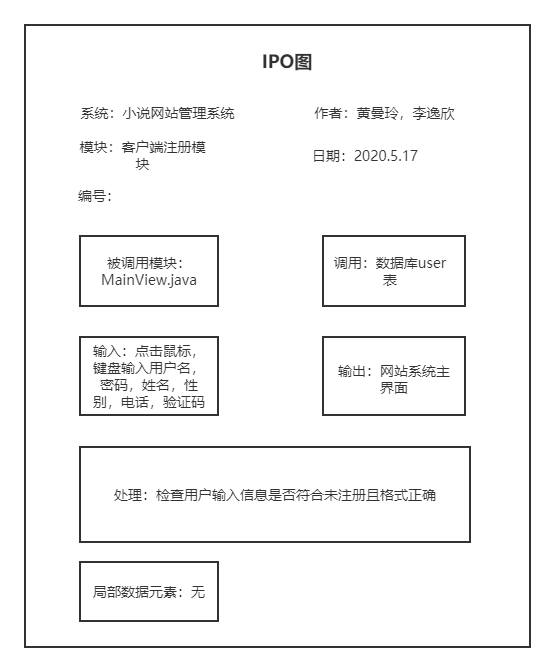 IPO图
系统：小说网站管理系统
作者：黄曼玲，李逸欣
模块：客户端注册模
块
日期：2020.5.17
编号：
被调用模块：
MainView.java
调用：数据库user
表
输入：点击鼠标，
键盘输入用户名，
密码，姓名，性
别，电话，验证码
输出：网站系统主
界面
处理：检查用户输入信息是否符合未注册且格式正确
局部数据元素：无